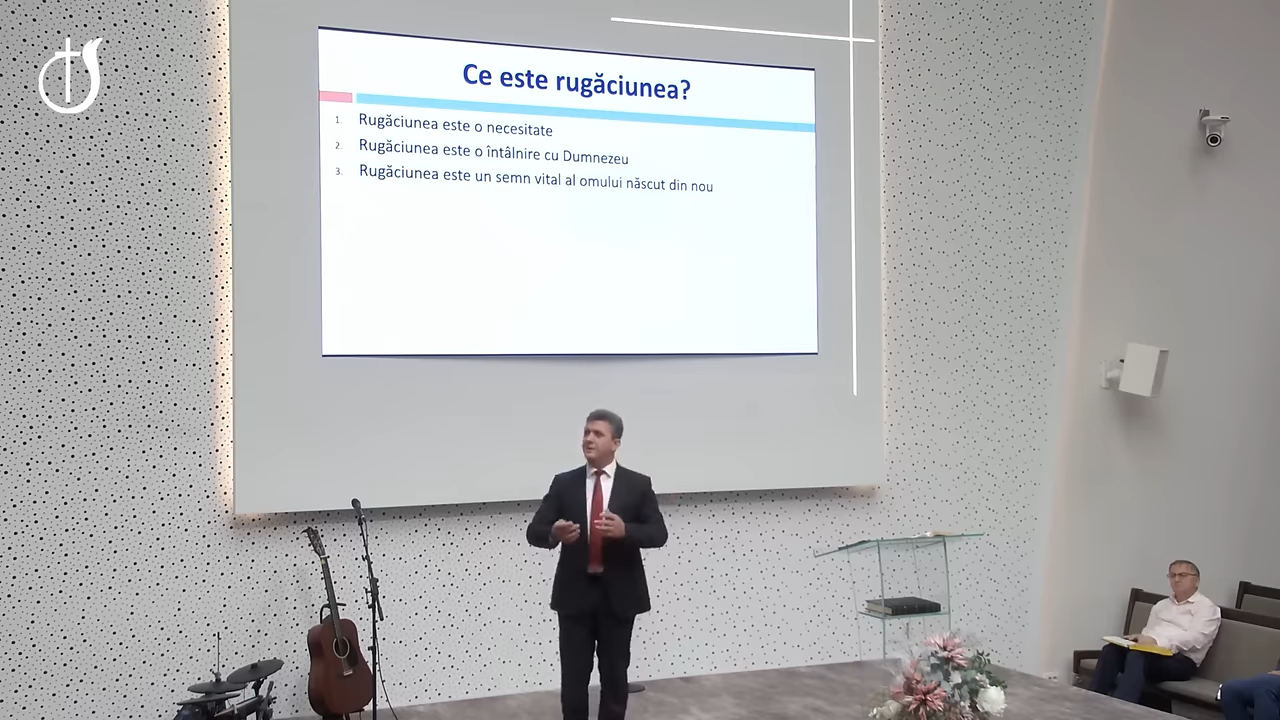 Ce este rugăciunea?
1. Rugăciunea este o necesitate
2. Rugăciunea este o întâlnire cu Dumnezeu
3. Rugăciunea este un semn vital al omului născut din nou